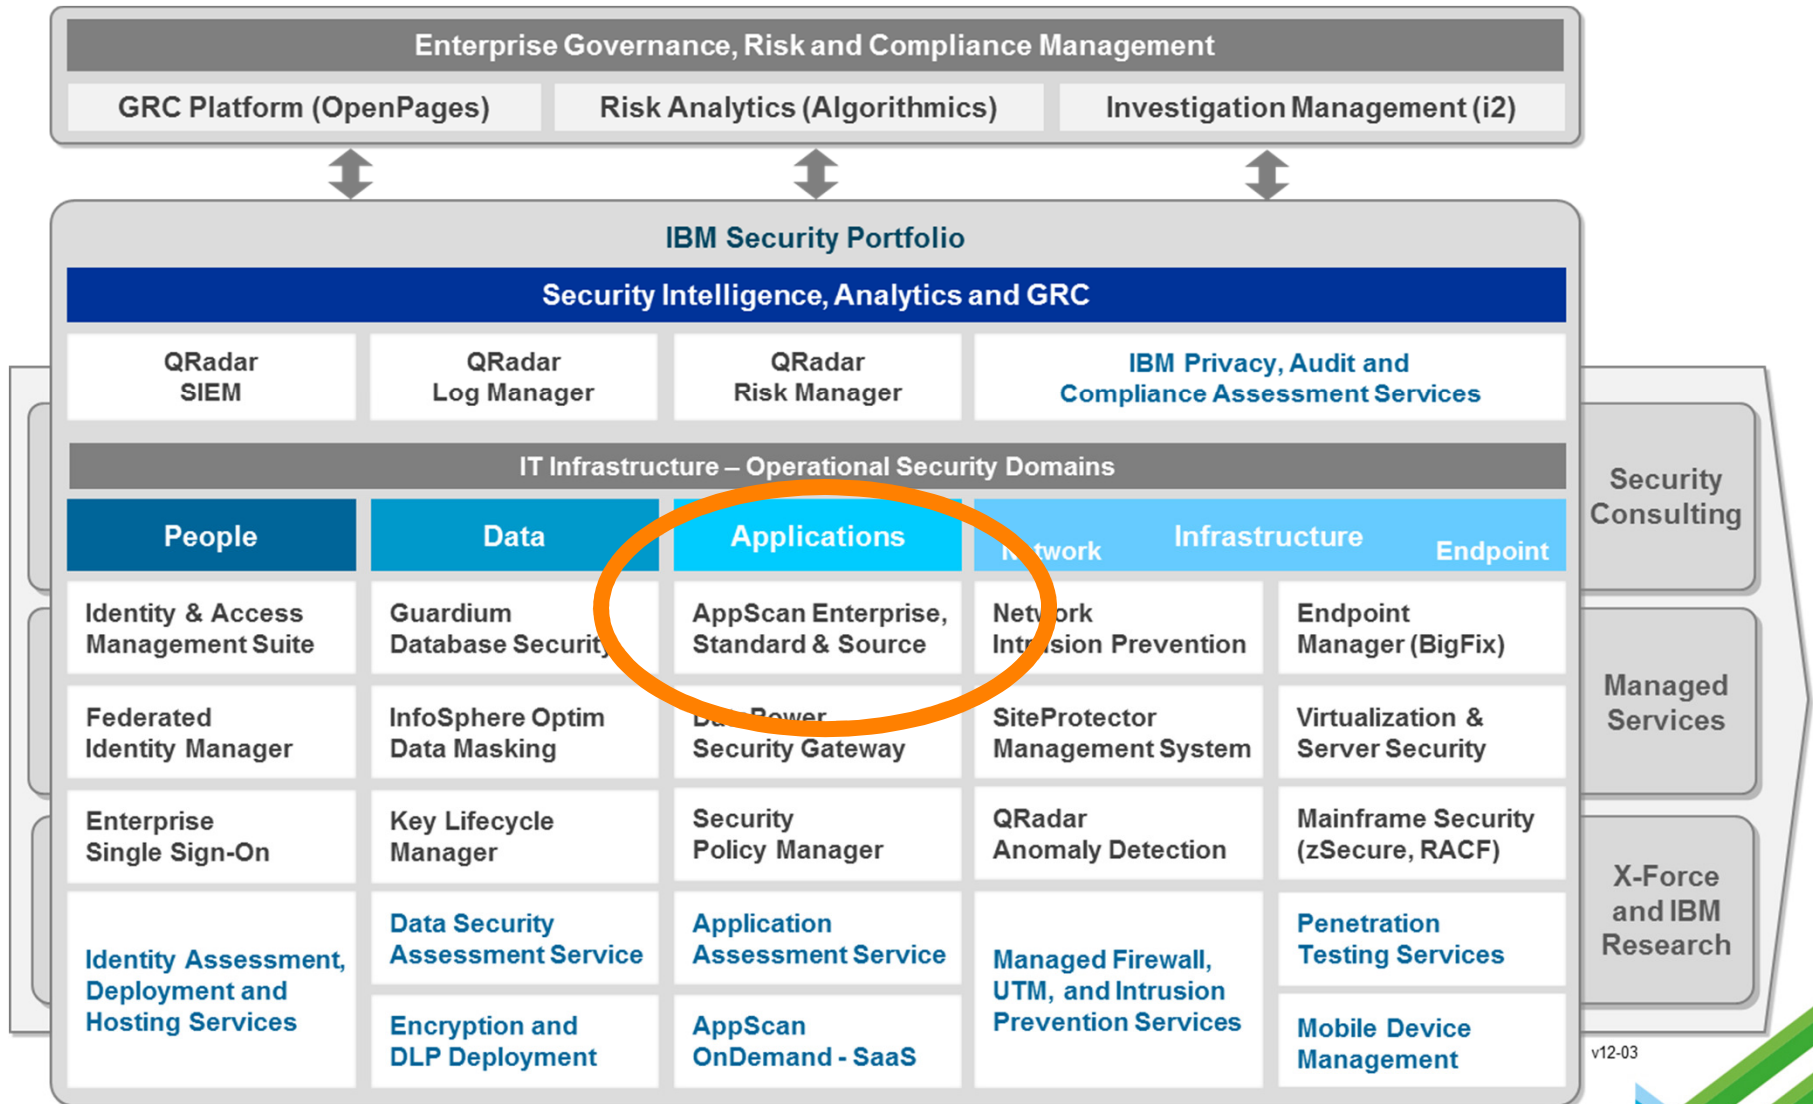 Enterprise Governance, Risk and Compliance Management
GRC Platform (OpenPages)
Risk Analytics (Algorithmics)
Investigation Management (i2)
IBM Security Portfolio
Security Intelligence, Analytics and GRC
QRadar
SIEM
QRadar
Log Manager
QRadar
Risk Manager
IBM Privacy, Audit and
Compliance Assessment Services
IT Infrastructure – Operational Security Domains
People
Data
Applications
Infrastructure
Network
Endpoint
Identity & Access
Management Suite
Guardium
Database Security
AppScan Enterprise,
Standard & Source
Network
Intrusion Prevention
Endpoint
Manager (BigFix)
Federated
Identity Manager
InfoSphere Optim
Data Masking
DataPower
Security Gateway
SiteProtector
Management System
Virtualization &
Server Security
Enterprise
Single Sign-On
Key Lifecycle
Manager
Security
Policy Manager
QRadar
Anomaly Detection
Mainframe Security
(zSecure, RACF)
Identity Assessment,
Deployment and
Hosting Services
Data Security
Assessment Service
Application
Assessment Service
Managed Firewall,
UTM, and Intrusion
Prevention Services
Penetration
Testing Services
Encryption and
DLP Deployment
AppScan
OnDemand - SaaS
Mobile Device
Management
Security
Consulting
Managed
Services
X-Force
and IBM
Research
v12-03